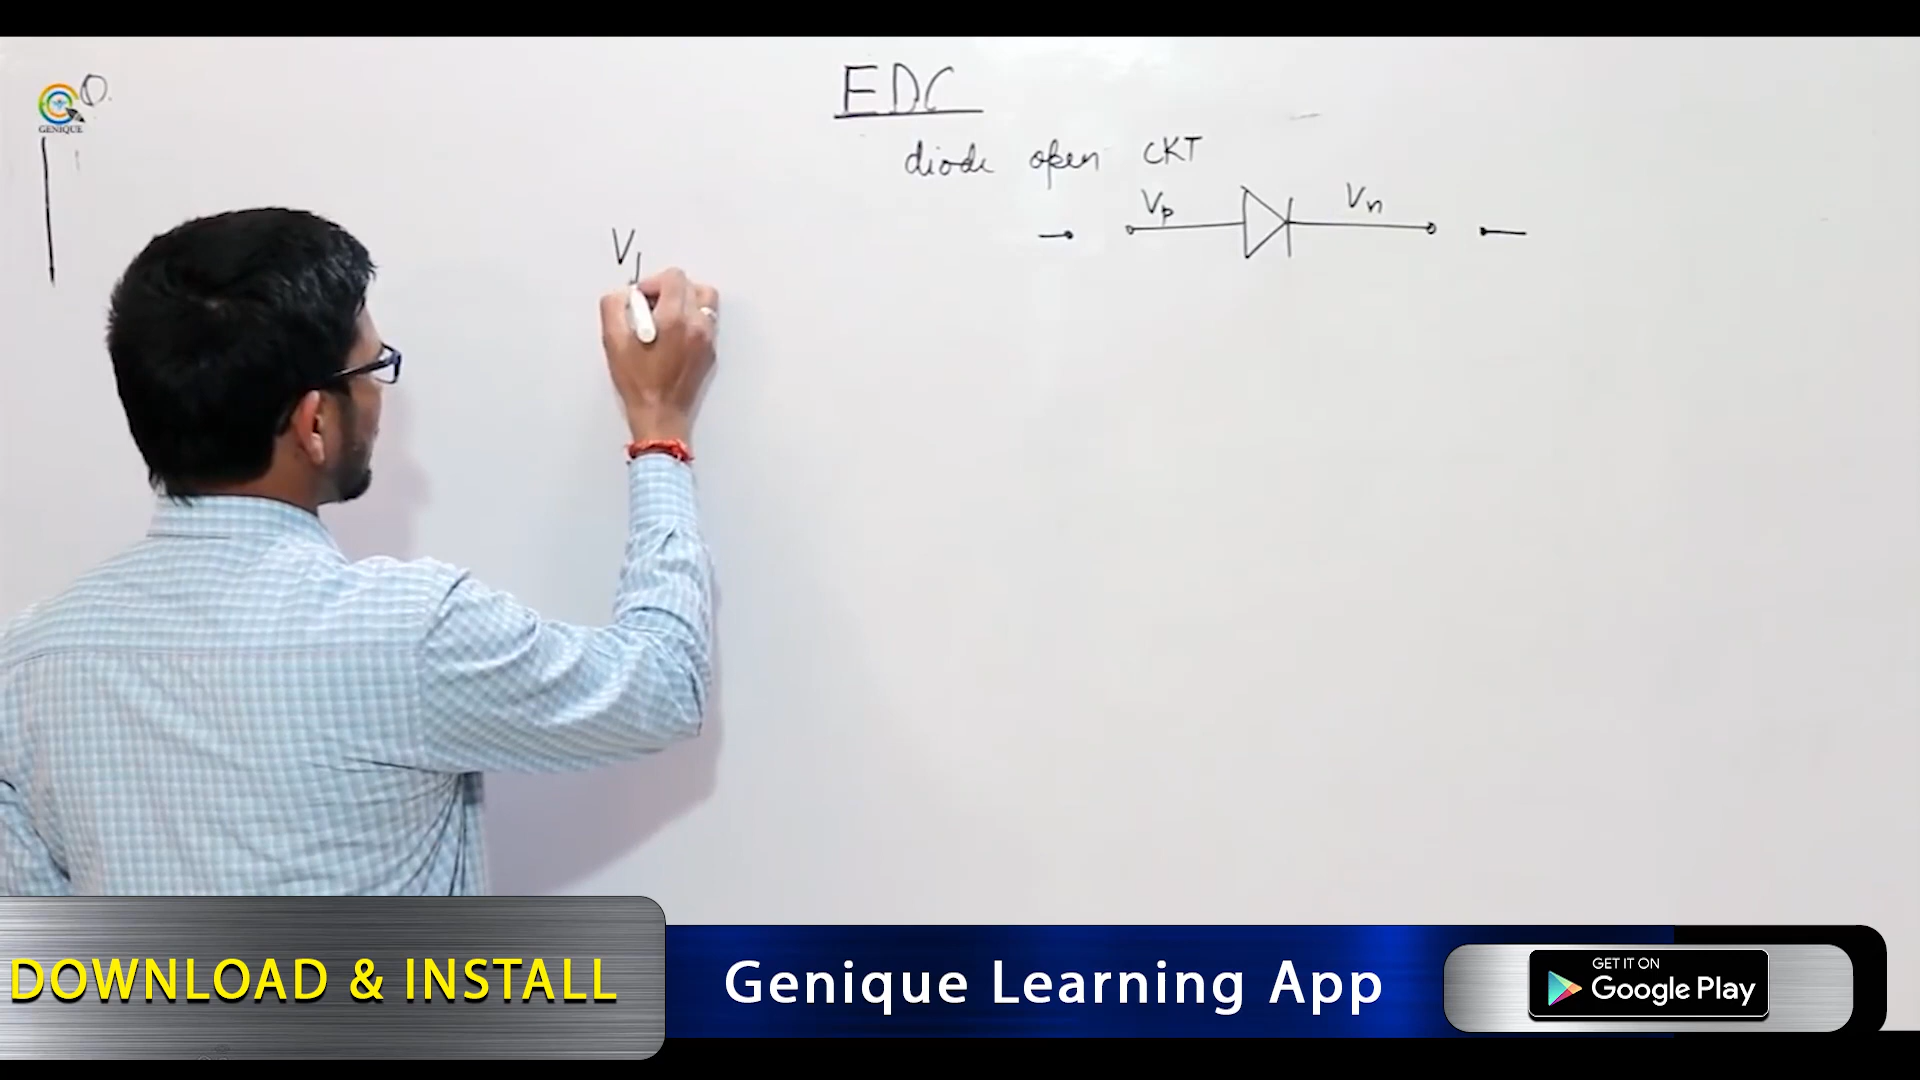 GENIQUE
EDC
diode open CKT
Vp Vn
Vj
DOWNLOAD & INSTALL
Genique Learning App
GET IT ON
Google Play